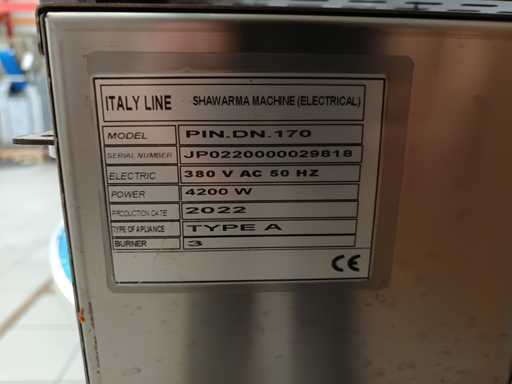 ITALY LINE SHAWARMA MACHINE (ELECTRICAL)
MODEL PIN.DN.170
SERIAL NUMBER JP0220000029818
ELECTRIC 380 V AC 50 HZ
POWER 4200 W
PRODUCTION DATE 2022
TYPE OF APLIANCE TYPE A
BURNER 3
CE